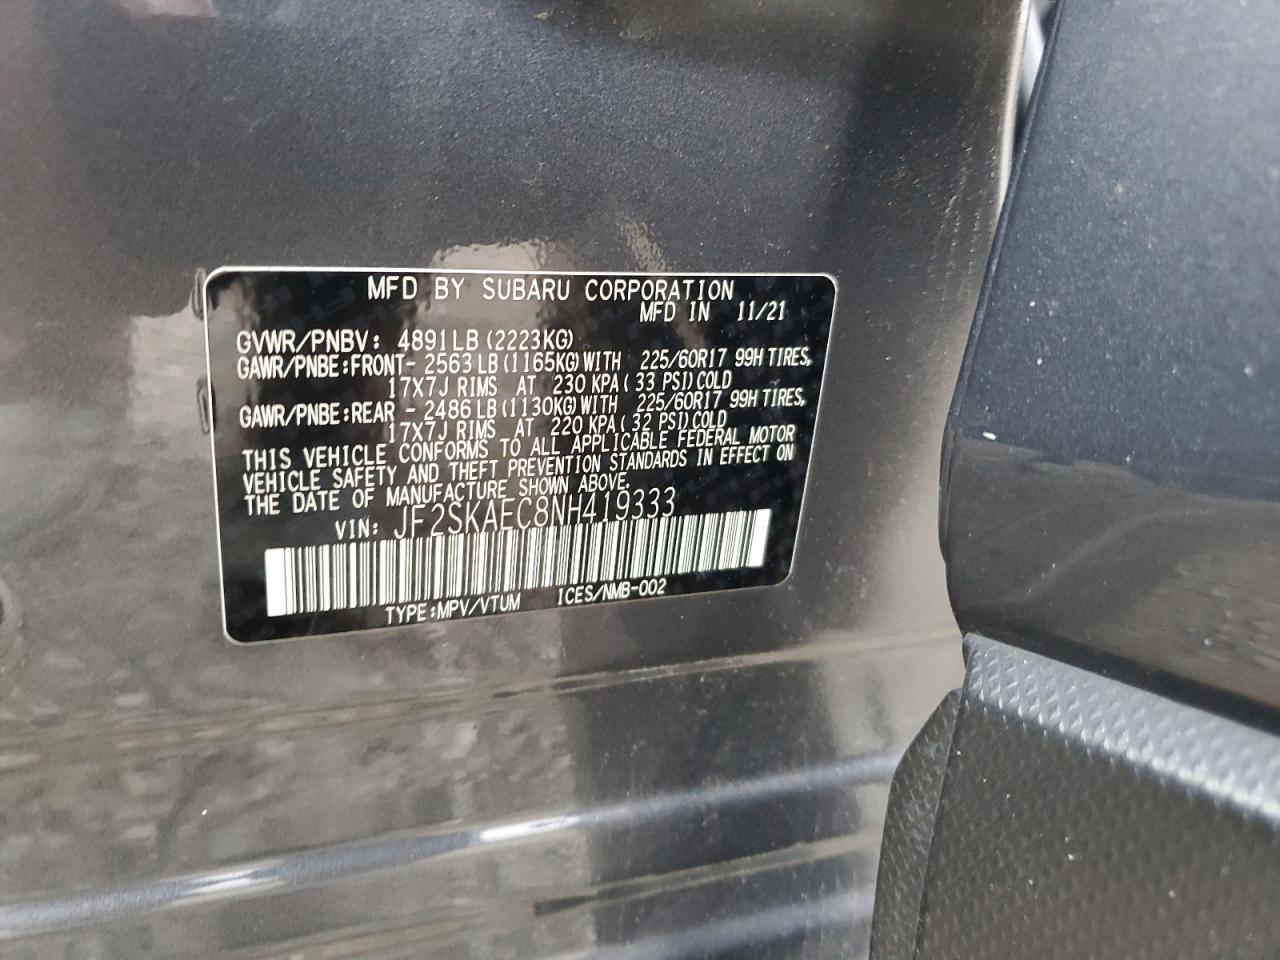 MFD BY SUBARU CORPORATION
MFD IN 11/21
GVWR/PNBV: 4891LB(2223KG)
GAWR/PNBE:FRONT- 2563LB(1165KG)WITH 225/60R17 99H TIRES,
17X7J RIMS AT 230 KPA( 33 PSI)COLD
GAWR/PNBE:REAR - 2486LB(1130KG)WITH 225/60R17 99H TIRES,
17X7J RIMS AT 220 KPA( 32 PSI)COLD
THIS VEHICLE CONFORMS TO ALL APPLICABLE FEDERAL MOTOR
VEHICLE SAFETY AND THEFT PREVENTION STANDARDS IN EFFECT ON
THE DATE OF MANUFACTURE SHOWN ABOVE.
VIN: JF2SKAEC8NH419333
TYPE:MPV/VTUM ICES/NMB-002